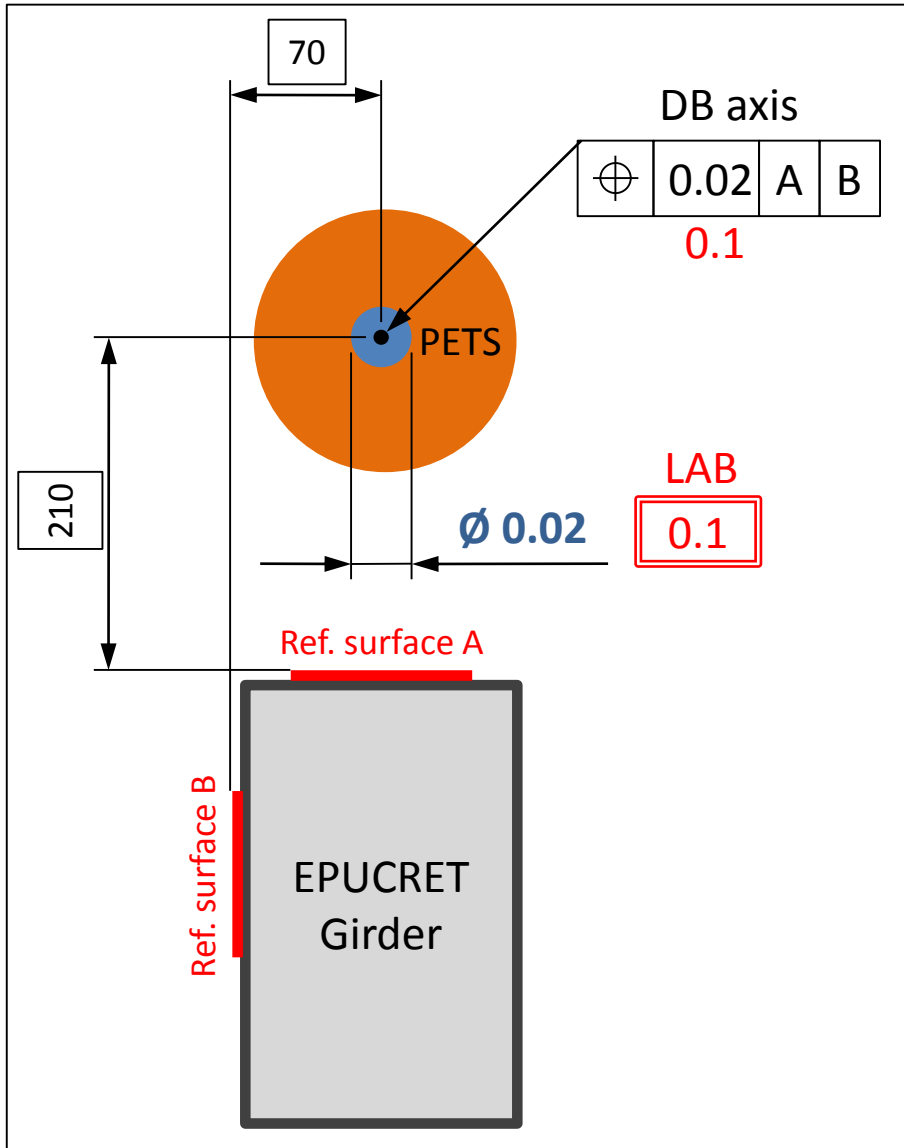 70
DB axis
⌖ 0.02 A B
0.1
PETS
210
LAB
Ø 0.02
0.1
Ref. surface A
Ref. surface B
EPUCRET
Girder